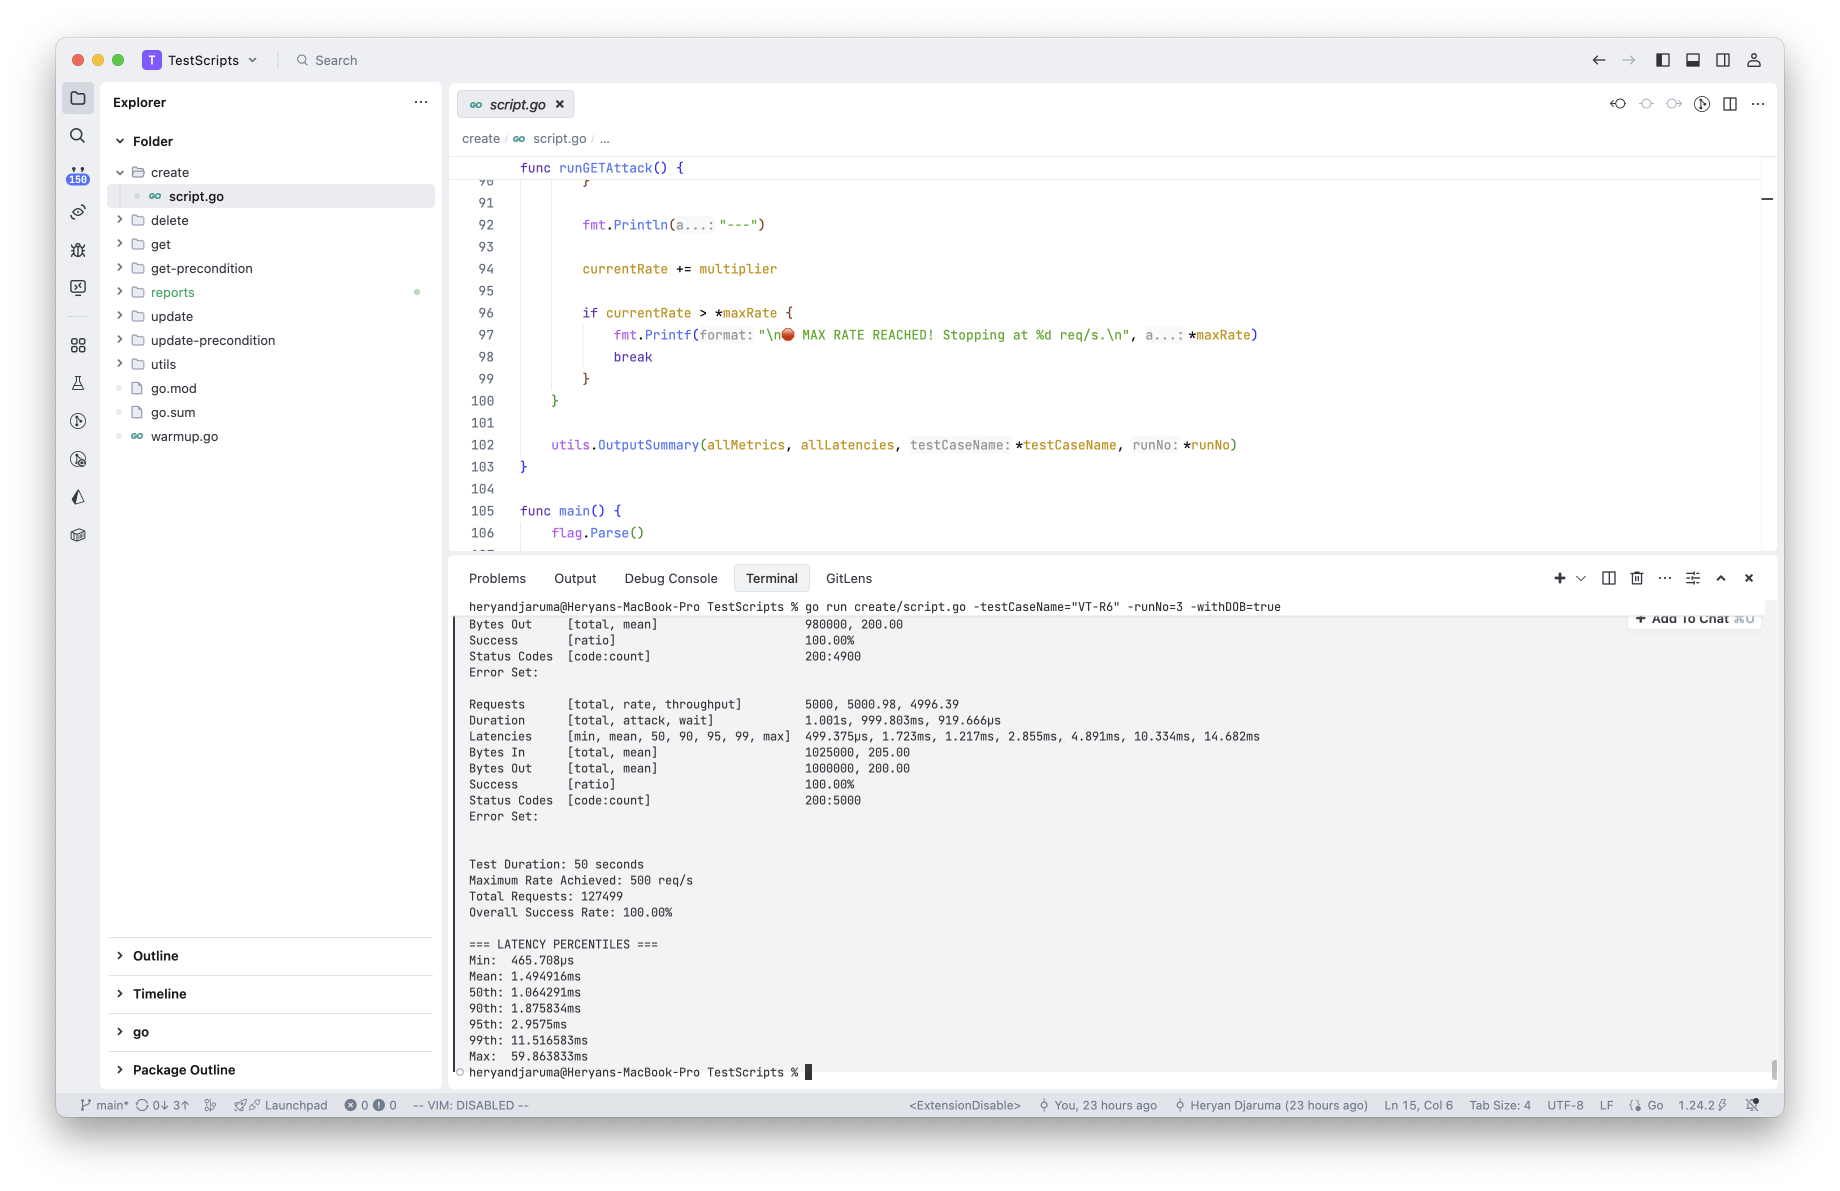 T TestScripts
Search
Explorer
Folder
create
script.go
delete
get
get-precondition
reports
update
update-precondition
utils
go.mod
go.sum
warmup.go
150
Outline
Timeline
go
Package Outline
script.go
create / script.go / ...
func runGETAttack() {
90 }
91
92 fmt.Println(a...: "---")
93
94 currentRate += multiplier
95
96 if currentRate > *maxRate {
97 fmt.Printf(format: "\n🛑 MAX RATE REACHED! Stopping at %d req/s.\n", a...: *maxRate)
98 break
99 }
100 }
101
102 utils.OutputSummary(allMetrics, allLatencies, testCaseName: *testCaseName, runNo: *runNo)
103 }
104
105 func main() {
106 flag.Parse()
Problems Output Debug Console Terminal GitLens
heryandjaruma@Heryans-MacBook-Pro TestScripts % go run create/script.go -testCaseName="VT-R6" -runNo=3 -withDOB=true
Add To Chat ⌘U
Bytes Out [total, mean] 980000, 200.00
Success [ratio] 100.00%
Status Codes [code:count] 200:4900
Error Set:
Requests [total, rate, throughput] 5000, 5000.98, 4996.39
Duration [total, attack, wait] 1.001s, 999.803ms, 919.666µs
Latencies [min, mean, 50, 90, 95, 99, max] 499.375µs, 1.723ms, 1.217ms, 2.855ms, 4.891ms, 10.334ms, 14.682ms
Bytes In [total, mean] 1025000, 205.00
Bytes Out [total, mean] 1000000, 200.00
Success [ratio] 100.00%
Status Codes [code:count] 200:5000
Error Set:
Test Duration: 50 seconds
Maximum Rate Achieved: 500 req/s
Total Requests: 127499
Overall Success Rate: 100.00%
=== LATENCY PERCENTILES ===
Min: 465.708µs
Mean: 1.494916ms
50th: 1.064291ms
90th: 1.875834ms
95th: 2.9575ms
99th: 11.516583ms
Max: 59.863833ms
heryandjaruma@Heryans-MacBook-Pro TestScripts %
main* 0↓ 3↑ Launchpad 0 0 -- VIM: DISABLED -- <ExtensionDisable> You, 23 hours ago Heryan Djaruma (23 hours ago) Ln 15, Col 6 Tab Size: 4 UTF-8 LF Go 1.24.2